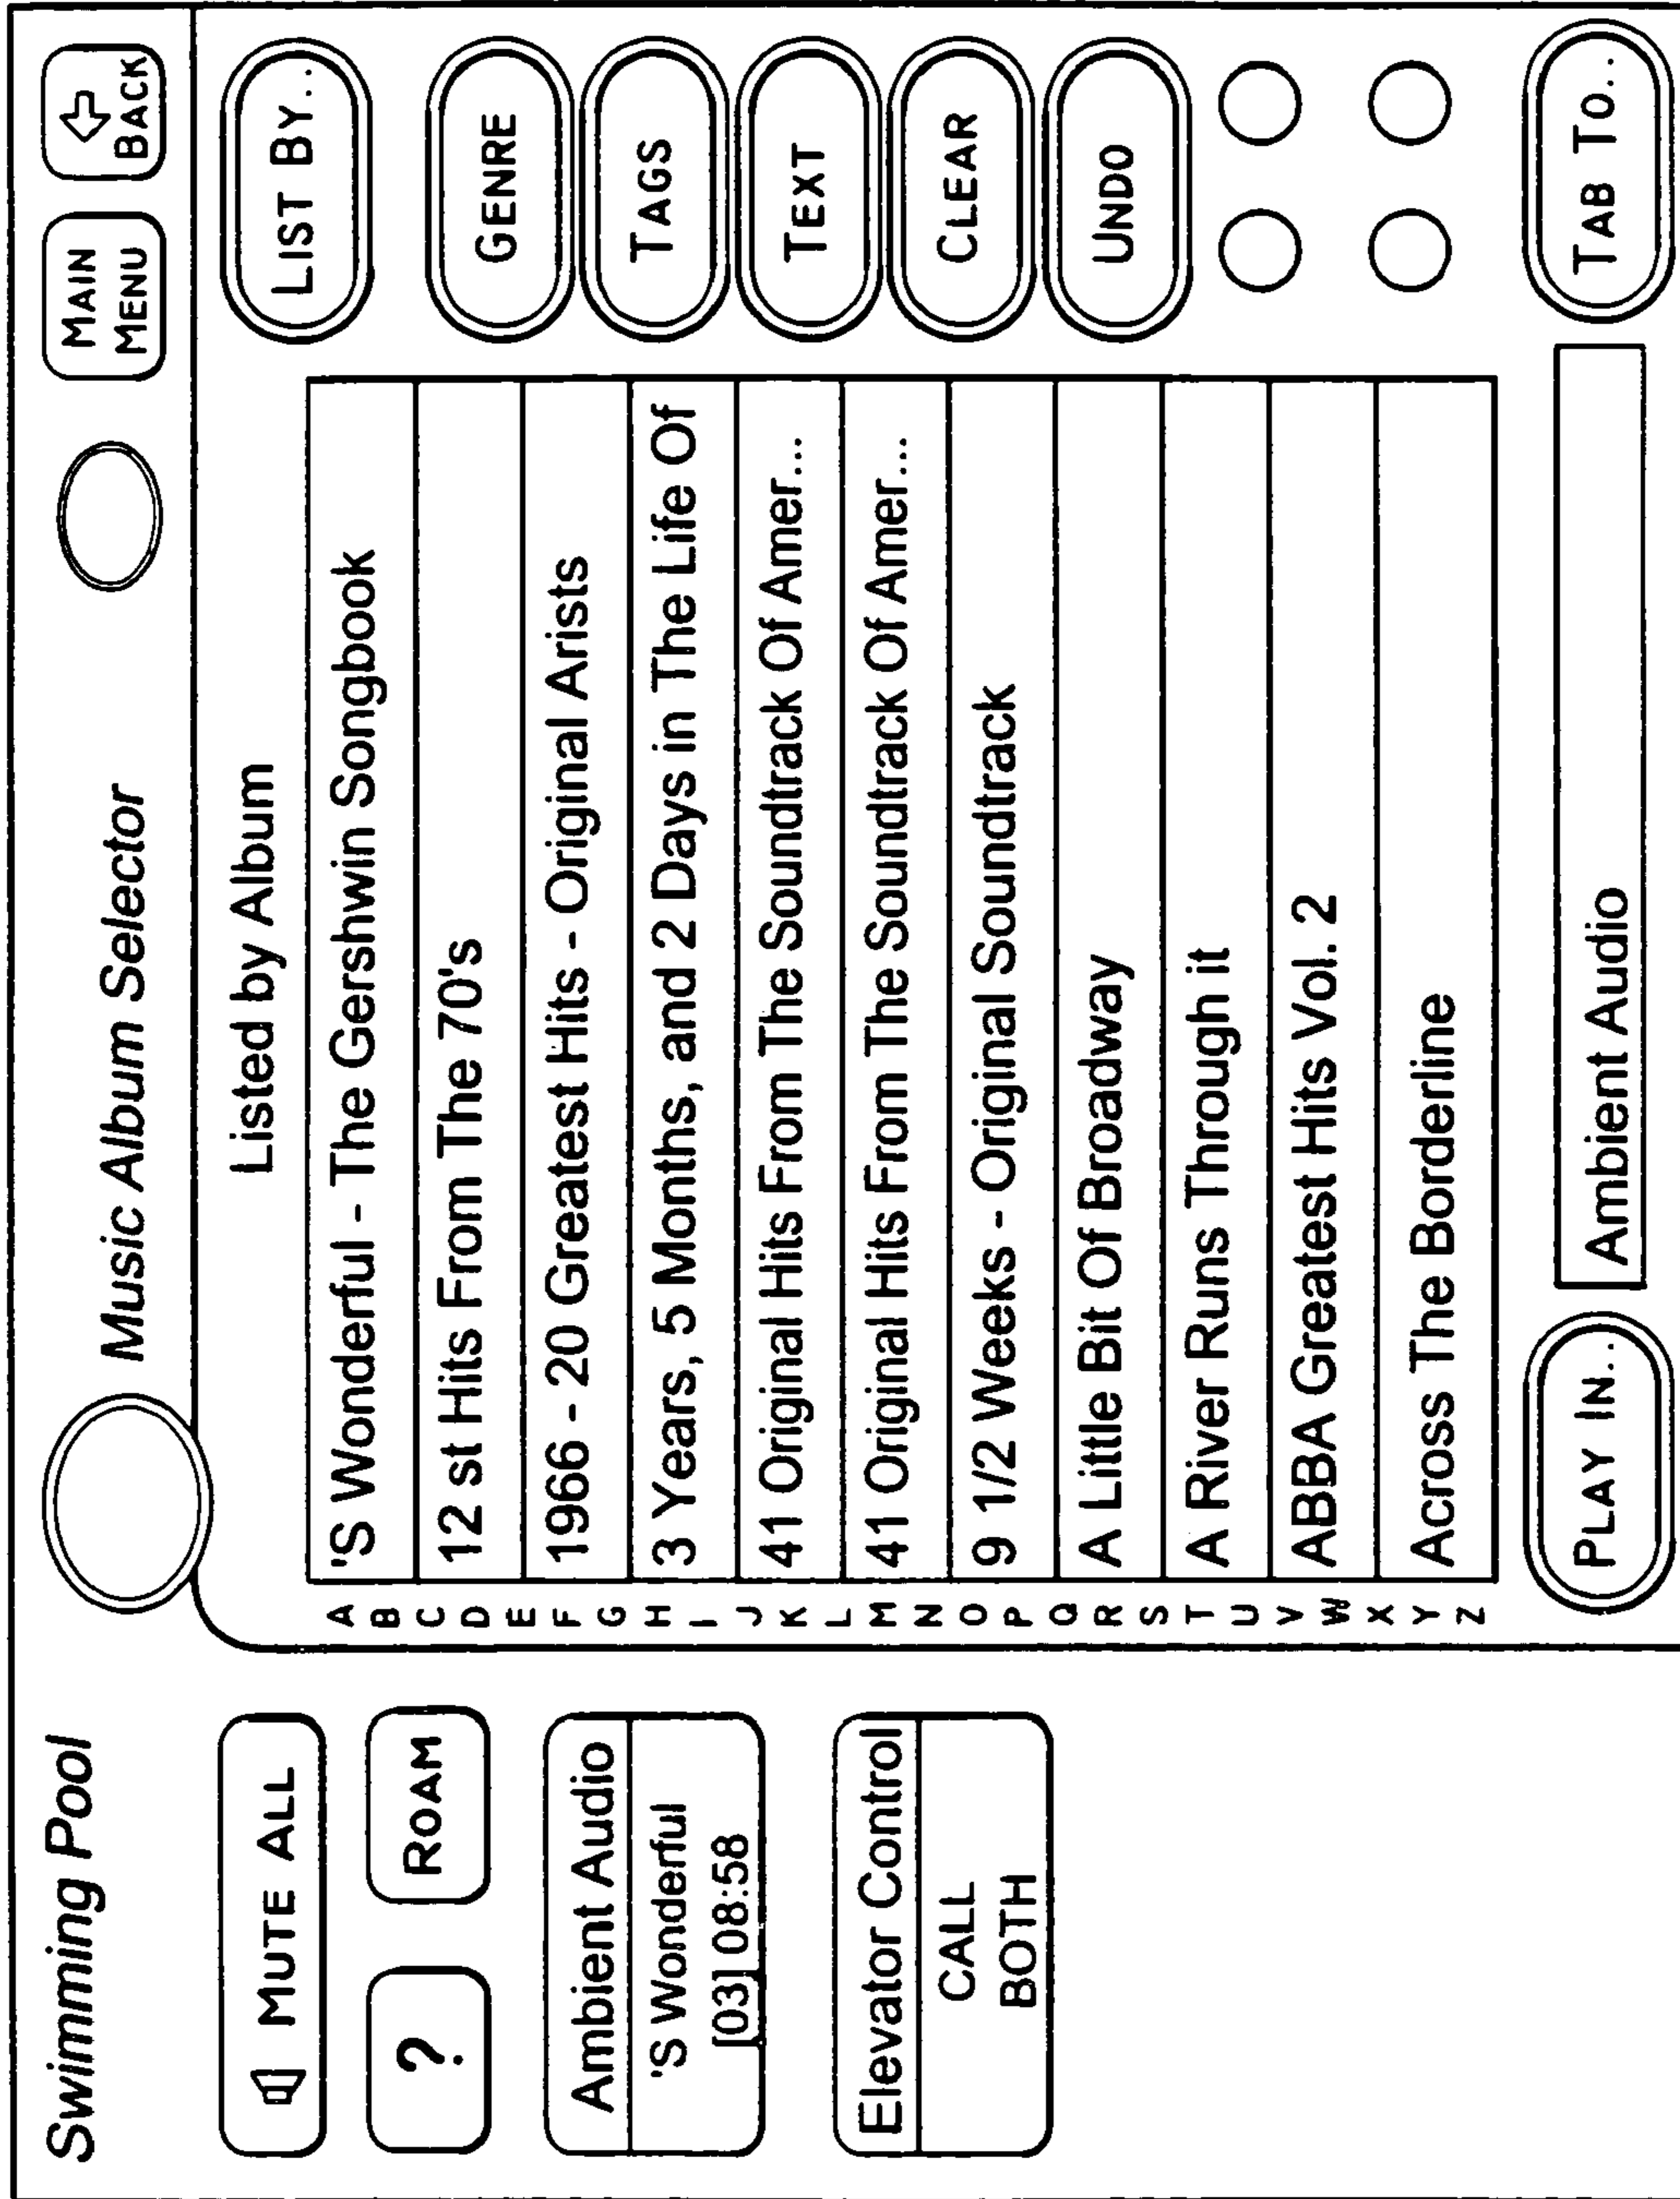 Swimming Pool
Music Album Selector
MAIN
MENU
BACK
MUTE ALL
?
ROAM
Ambient Audio
'S Wonderful
[03] 08:58
Elevator Control
CALL
BOTH
Listed by Album
A
B
C
D
E
F
G
H
I
J
K
L
M
N
O
P
Q
R
S
T
U
V
W
X
Y
Z
'S Wonderful - The Gershwin Songbook
12 st Hits From The 70's
1966 - 20 Greatest Hits - Original Arists
3 Years, 5 Months, and 2 Days in The Life Of
41 Original Hits From The Soundtrack Of Amer...
41 Original Hits From The Soundtrack Of Amer...
9 1/2 Weeks - Original Soundtrack
A Little Bit Of Broadway
A River Runs Through it
ABBA Greatest Hits Vol. 2
Across The Borderline
LIST BY..
GENRE
TAGS
TEXT
CLEAR
UNDO
PLAY IN..
Ambient Audio
TAB TO..